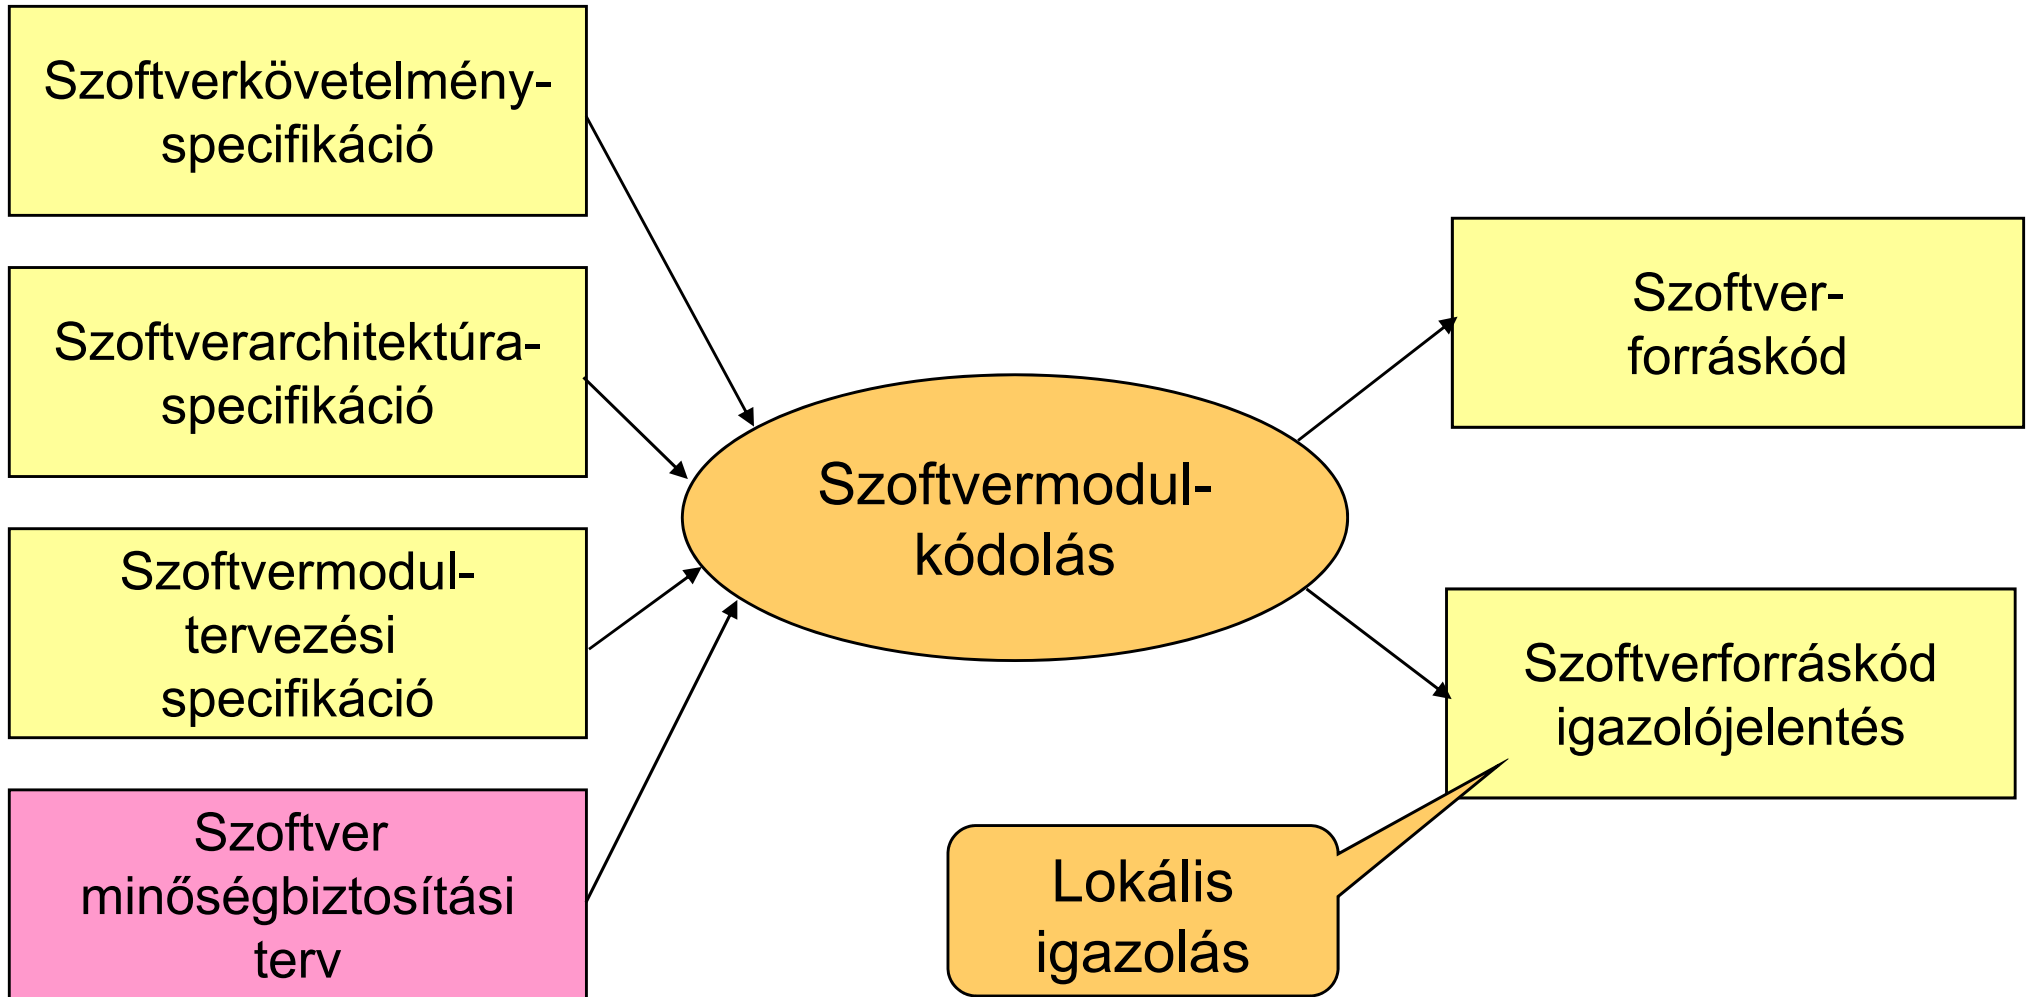 Szoftverkövetelmény-
specifikáció
Szoftverarchitektúra-
specifikáció
Szoftvermodul-
tervezési
specifikáció
Szoftver
minőségbiztosítási
terv
Szoftvermodul-
kódolás
Szoftver-
forráskód
Szoftverforráskód
igazolójelentés
Lokális
igazolás